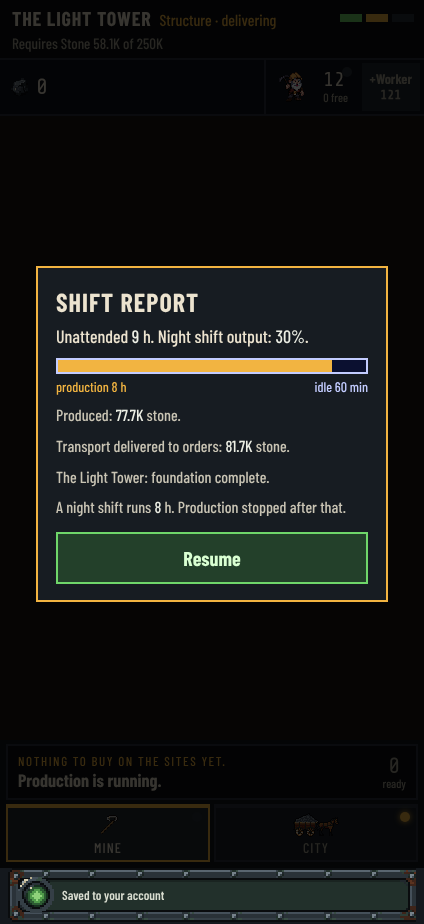 THE LIGHT TOWER Structure · delivering
Requires Stone 58.1K of 250K
0
12
0 free
+Worker
121
SHIFT REPORT
Unattended 9 h. Night shift output: 30%.
production 8 h idle 60 min
Produced: 77.7K stone.
Transport delivered to orders: 81.7K stone.
The Light Tower: foundation complete.
A night shift runs 8 h. Production stopped after that.
Resume
NOTHING TO BUY ON THE SITES YET.
Production is running.
0
ready
MINE
CITY
Saved to your account